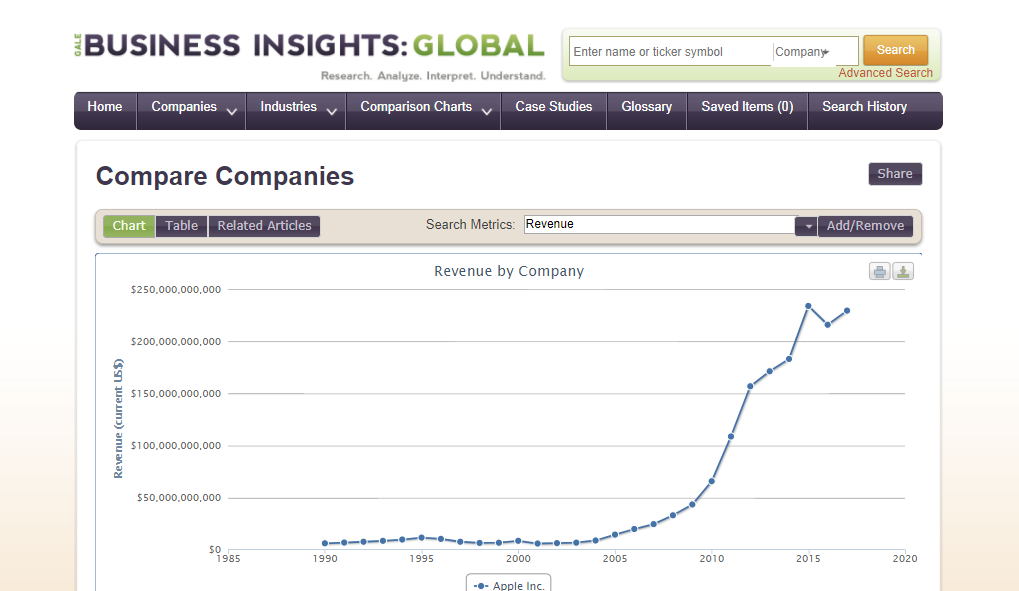 GALE BUSINESS INSIGHTS: GLOBAL
Research. Analyze. Interpret. Understand.
Enter name or ticker symbol
Company
Search
Advanced Search
Home
Companies
Industries
Comparison Charts
Case Studies
Glossary
Saved Items (0)
Search History
Compare Companies
Share
Chart
Table
Related Articles
Search Metrics:
Revenue
Add/Remove
Revenue by Company
Revenue (current US$)
$250,000,000,000
$200,000,000,000
$150,000,000,000
$100,000,000,000
$50,000,000,000
$0
1985
1990
1995
2000
2005
2010
2015
2020
Apple Inc.